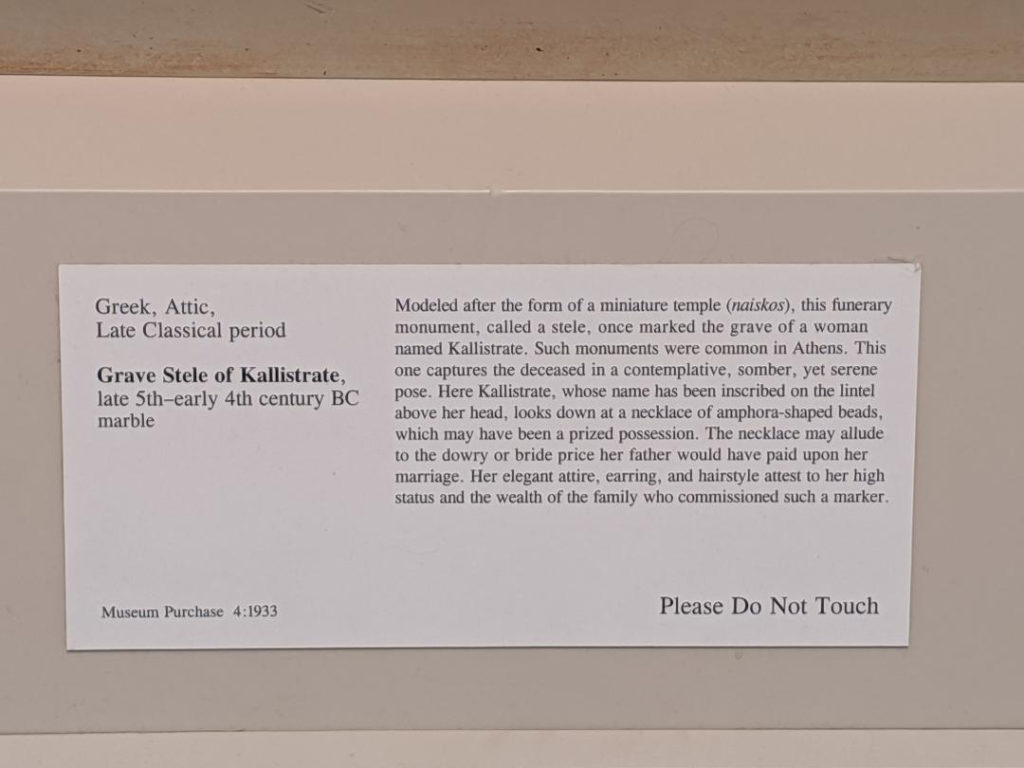 Greek, Attic,
Late Classical period
Grave Stele of Kallistrate,
late 5th–early 4th century BC
marble
Modeled after the form of a miniature temple (naiskos), this funerary
monument, called a stele, once marked the grave of a woman
named Kallistrate. Such monuments were common in Athens. This
one captures the deceased in a contemplative, somber, yet serene
pose. Here Kallistrate, whose name has been inscribed on the lintel
above her head, looks down at a necklace of amphora-shaped beads,
which may have been a prized possession. The necklace may allude
to the dowry or bride price her father would have paid upon her
marriage. Her elegant attire, earring, and hairstyle attest to her high
status and the wealth of the family who commissioned such a marker.
Museum Purchase 4:1933
Please Do Not Touch